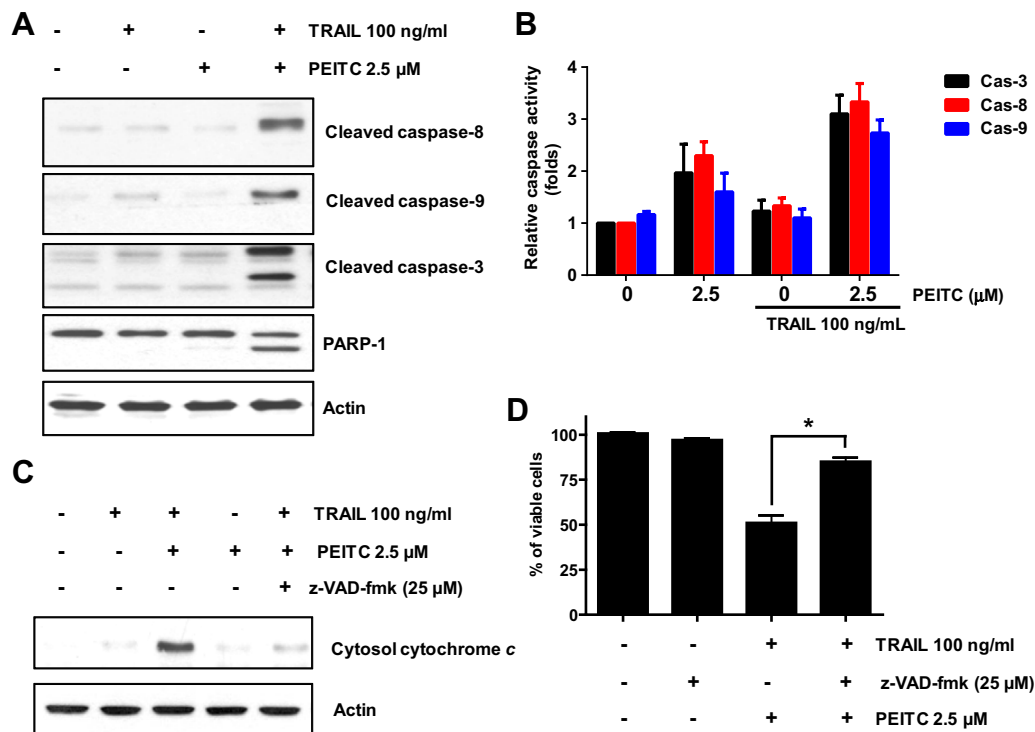 A
- + - + TRAIL 100 ng/ml
- - + + PEITC 2.5 µM
Cleaved caspase-8
Cleaved caspase-9
Cleaved caspase-3
PARP-1
Actin
B
Relative caspase activity
(folds)
4
3
2
1
0
Cas-3
Cas-8
Cas-9
0 2.5 0 2.5 PEITC (µM)
TRAIL 100 ng/mL
C
- + + - + TRAIL 100 ng/ml
- - + + + PEITC 2.5 µM
- - - - + z-VAD-fmk (25 µM)
Cytosol cytochrome c
Actin
D
% of viable cells
100
75
50
25
0
*
- - + + TRAIL 100 ng/ml
- + - + z-VAD-fmk (25 µM)
- - + + PEITC 2.5 µM